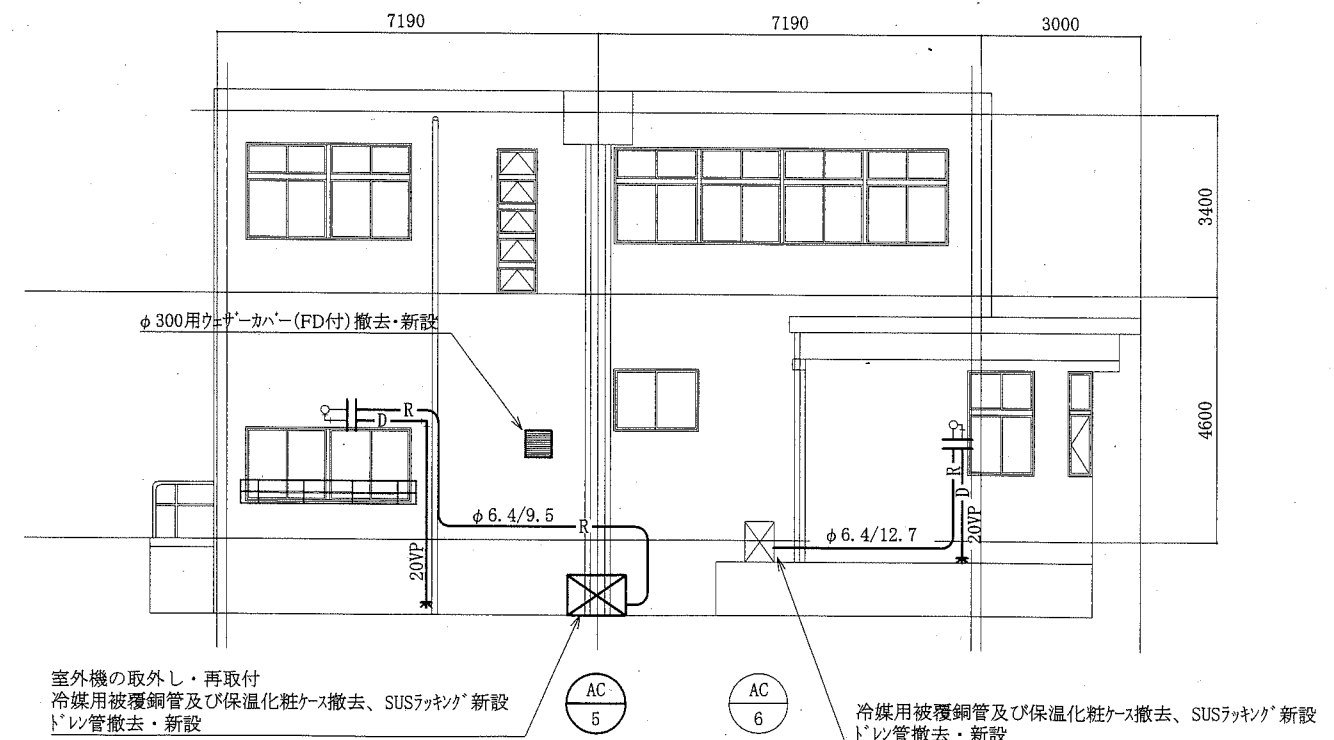 7190
7190
3000
3400
4600
φ300用ウェザーカバー(FD付)撤去・新設
R
D
φ6.4/9.5
R
20VP
φ6.4/12.7
R
D
20VP
室外機の取外し・再取付
冷媒用被覆銅管及び保温化粧ケース撤去、SUSラッキング新設
ドレン管撤去・新設
AC
5
AC
6
冷媒用被覆銅管及び保温化粧ケース撤去、SUSラッキング新設
ドレン管撤去・新設